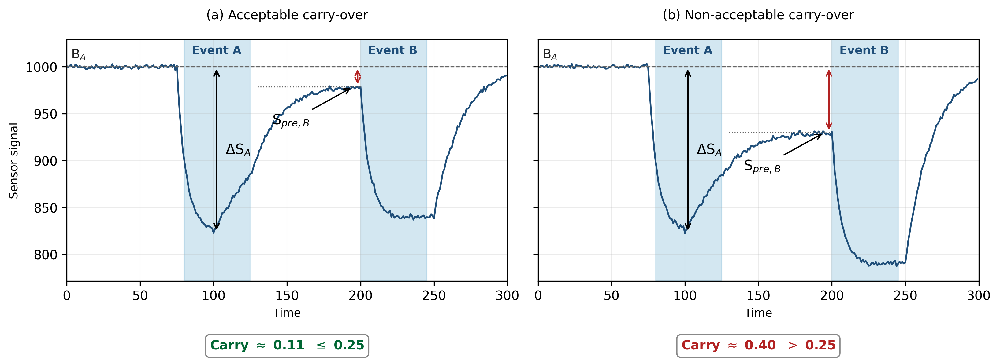 (a) Acceptable carry-over
B_A
Event A
Event B
1000
950
900
850
800
Sensor signal
ΔS_A
S_pre, B
0 50 100 150 200 250 300
Time
Carry ≈ 0.11 ≤ 0.25
(b) Non-acceptable carry-over
B_A
Event A
Event B
ΔS_A
S_pre, B
0 50 100 150 200 250 300
Time
Carry ≈ 0.40 > 0.25